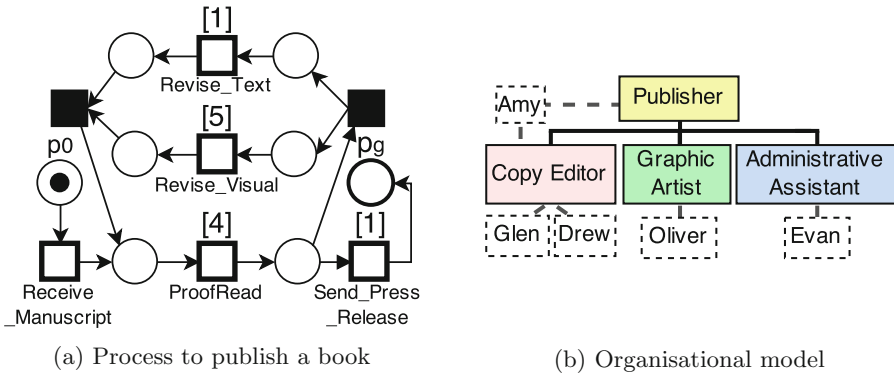 [1]
Revise_Text
[5]
Revise_Visual
p0
pg
[4]
[1]
Receive
_Manuscript
ProofRead
Send_Press
_Release
(a) Process to publish a book
Amy
Publisher
Copy Editor
Graphic
Artist
Administrative
Assistant
Glen
Drew
Oliver
Evan
(b) Organisational model